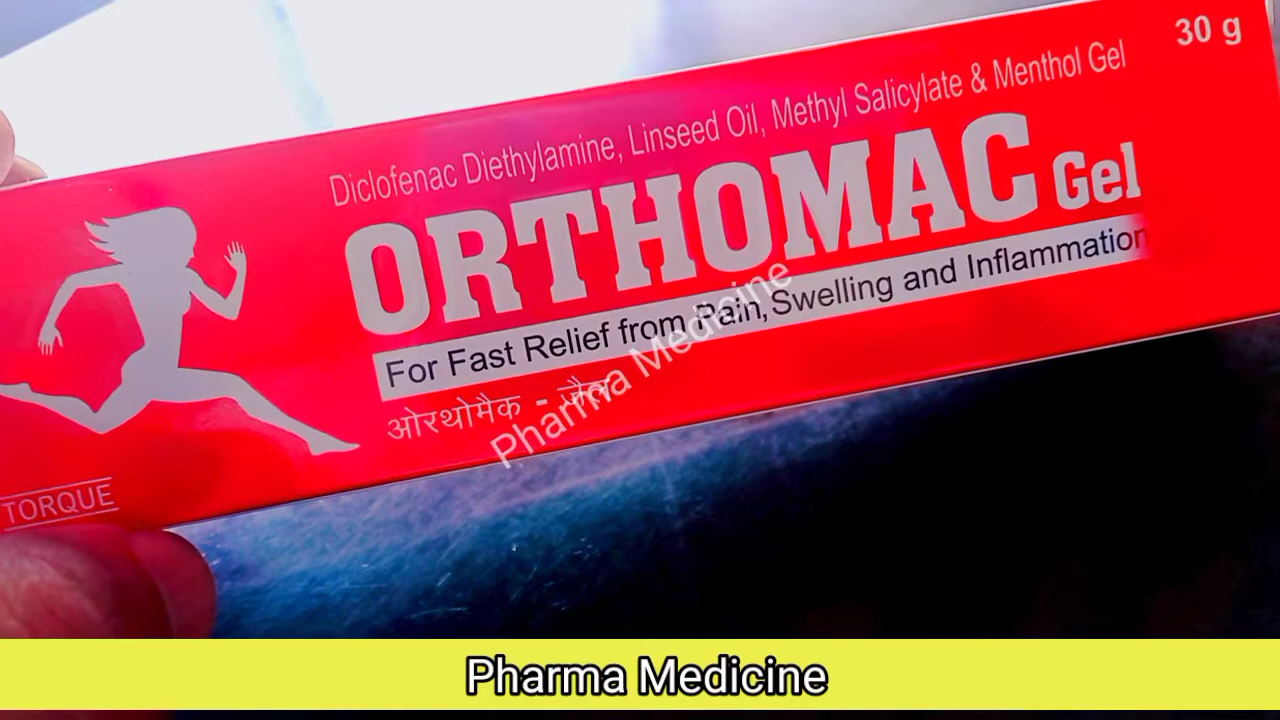 30 g
Diclofenac Diethylamine, Linseed Oil, Methyl Salicylate & Menthol Gel
ORTHOMAC Gel
For Fast Relief from Pain, Swelling and Inflammation
ओरथोमैक - जैल
Pharma Medicine
TORQUE
Pharma Medicine